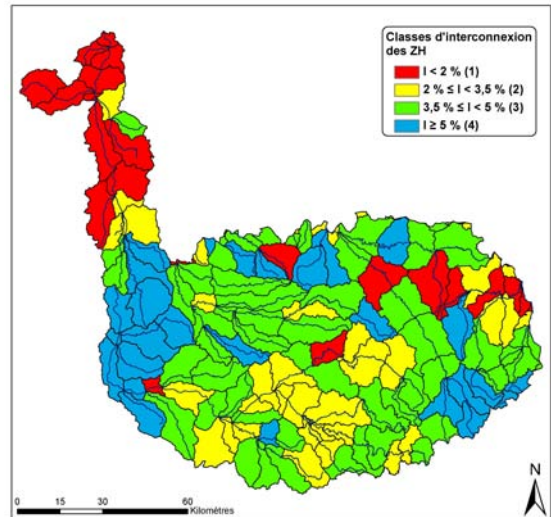 Classes d'interconnexion
des ZH
I < 2 % (1)
2 % ≤ I < 3,5 % (2)
3,5 % ≤ I < 5 % (3)
I ≥ 5 % (4)
N
0 15 30 60
Kilomètres